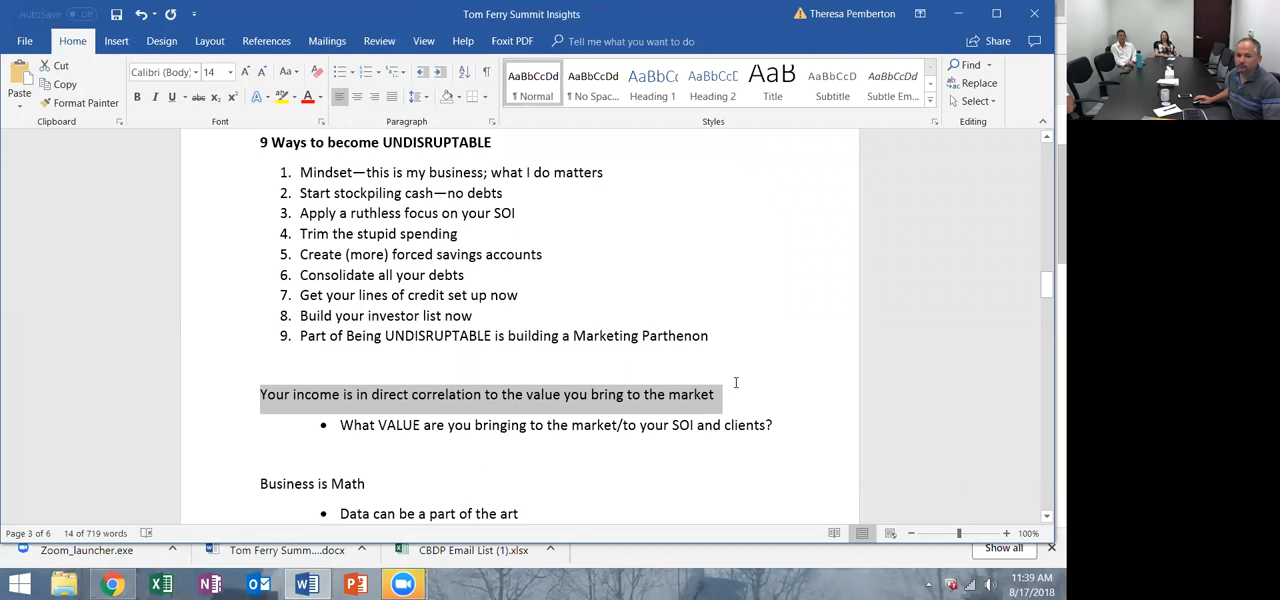 AutoSave Off
Tom Ferry Summit Insights
Theresa Pemberton
File Home Insert Design Layout References Mailings Review View Help Foxit PDF Tell me what you want to do Share
Paste
Cut
Copy
Format Painter
Clipboard
Calibri (Body) 14
Aa
B I U abc x₂ x² A A
Font
Paragraph
AaBbCcDd AaBbCcDd AaBbCc AaBbCcD AaB AaBbCcD AaBbCcDd
¶ Normal ¶ No Spac... Heading 1 Heading 2 Title Subtitle Subtle Em...
Styles
Find
Replace
Select
Editing
9 Ways to become UNDISRUPTABLE
1. Mindset—this is my business; what I do matters
2. Start stockpiling cash—no debts
3. Apply a ruthless focus on your SOI
4. Trim the stupid spending
5. Create (more) forced savings accounts
6. Consolidate all your debts
7. Get your lines of credit set up now
8. Build your investor list now
9. Part of Being UNDISRUPTABLE is building a Marketing Parthenon
Your income is in direct correlation to the value you bring to the market
• What VALUE are you bringing to the market/to your SOI and clients?
Business is Math
• Data can be a part of the art
Page 3 of 6 14 of 719 words 100%
Zoom_launcher.exe Tom Ferry Summ....docx CBDP Email List (1).xlsx Show all
11:39 AM
8/17/2018